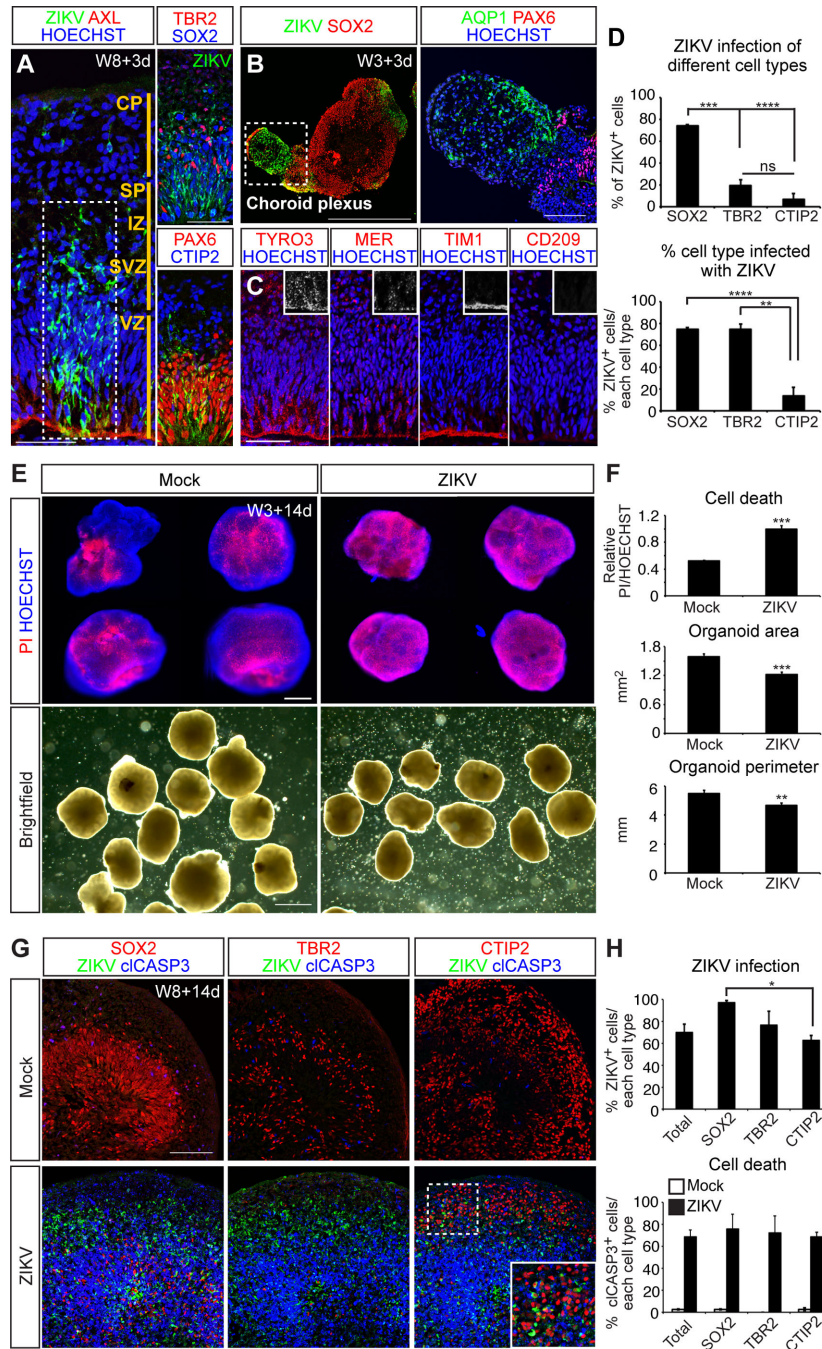 ZIKV AXL
HOECHST
TBR2
SOX2
A
W8+3d
ZIKV
CP
SP
IZ
SVZ
VZ
PAX6
CTIP2
ZIKV SOX2
AQP1 PAX6
HOECHST
B
W3+3d
Choroid plexus
TYRO3
HOECHST
MER
HOECHST
TIM1
HOECHST
CD209
HOECHST
C
D
ZIKV infection of
different cell types
% of ZIKV+ cells
100
80
60
40
20
0
***
****
ns
SOX2
TBR2
CTIP2
% cell type infected
with ZIKV
% ZIKV+ cells/
each cell type
100
80
60
40
20
0
****
**
SOX2
TBR2
CTIP2
E
Mock
ZIKV
W3+14d
PI HOECHST
Brightfield
F
Cell death
Relative
PI/HOECHST
1.2
0.8
0.4
0
***
Mock
ZIKV
Organoid area
mm2
1.8
1.2
0.6
0
***
Mock
ZIKV
Organoid perimeter
mm
6
4
2
0
**
Mock
ZIKV
G
SOX2
ZIKV clCASP3
TBR2
ZIKV clCASP3
CTIP2
ZIKV clCASP3
W8+14d
Mock
ZIKV
H
ZIKV infection
% ZIKV+ cells/
each cell type
100
80
60
40
20
0
*
Total
SOX2
TBR2
CTIP2
Cell death
Mock
ZIKV
% clCASP3+ cells/
each cell type
100
80
60
40
20
0
Total
SOX2
TBR2
CTIP2